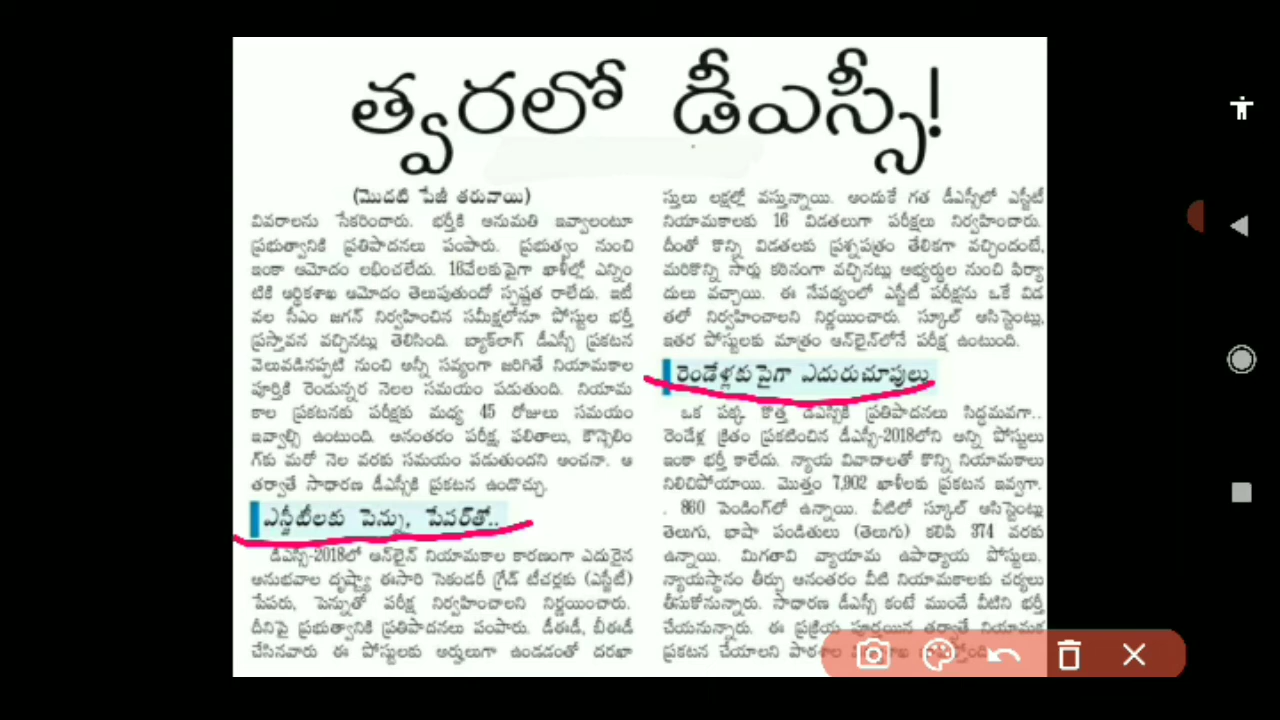 త్వరలో డీఎస్సీ!
(మొదటి పేజీ తరువాయి)
వివరాలను సేకరించారు. భర్తీకి అనుమతి ఇవ్వాలంటూ
ప్రభుత్వానికి ప్రతిపాదనలు పంపారు. ప్రభుత్వం నుంచి
ఇంకా ఆమోదం లభించలేదు. 16వేలకుపైగా ఖాళీల్లో ఎన్నిం
టికి ఆర్థికశాఖ ఆమోదం తెలుపుతుందో స్పష్టత రాలేదు. ఇటీ
వల సీఎం జగన్ నిర్వహించిన సమీక్షలోనూ పోస్టుల భర్తీ
ప్రస్తావన వచ్చినట్లు తెలిసింది. బ్యాక్‌లాగ్ డీఎస్సీ ప్రకటన
వెలువడినప్పటి నుంచి అన్నీ సవ్యంగా జరిగితే నియామకాల
పూర్తికి రెండున్నర నెలల సమయం పడుతుంది. నియామ
కాల ప్రకటనకు పరీక్షకు మధ్య 45 రోజులు సమయం
ఇవ్వాల్సి ఉంటుంది. అనంతరం పరీక్ష, ఫలితాలు, కౌన్సెలిం
గ్‌కు మరో నెల వరకు సమయం పడుతుందని అంచనా. ఆ
తర్వాతే సాధారణ డీఎస్సీకి ప్రకటన ఉండొచ్చు.
ఎస్జీటీలకు పెన్ను, పేపర్‌తో..
డీఎస్సీ-2018లో ఆన్‌లైన్ నియామకాల కారణంగా ఎదురైన
అనుభవాల దృష్ట్యా ఈసారి సెకండరీ గ్రేడ్ టీచర్లకు (ఎస్జీటీ)
పేపరు, పెన్నుతో పరీక్ష నిర్వహించాలని నిర్ణయించారు.
దీనిపై ప్రభుత్వానికి ప్రతిపాదనలు పంపారు. డీఈడీ, బీఈడీ
చేసినవారు ఈ పోస్టులకు అర్హులుగా ఉండడంతో దరఖా
స్తులు లక్షల్లో వస్తున్నాయి. అందుకే గత డీఎస్సీలో ఎస్జీటీ
నియామకాలకు 16 విడతలుగా పరీక్షలు నిర్వహించారు.
దీంతో కొన్ని విడతలకు ప్రశ్నపత్రం తేలికగా వచ్చిందంటే,
మరికొన్ని సార్లు కఠినంగా వచ్చినట్లు అభ్యర్థుల నుంచి ఫిర్యా
దులు వచ్చాయి. ఈ నేపథ్యంలో ఎస్జీటీ పరీక్షను ఒకే విడ
తలో నిర్వహించాలని నిర్ణయించారు. స్కూల్ అసిస్టెంట్లు,
ఇతర పోస్టులకు మాత్రం ఆన్‌లైన్‌లోనే పరీక్ష ఉంటుంది.
రెండేళ్లకుపైగా ఎదురుచూపులు
ఒక పక్క కొత్త డీఎస్సీకి ప్రతిపాదనలు సిద్ధమవగా..
రెండేళ్ల క్రితం ప్రకటించిన డీఎస్సీ-2018లోని అన్ని పోస్టులు
ఇంకా భర్తీ కాలేదు. న్యాయ వివాదాలతో కొన్ని నియామకాలు
నిలిచిపోయాయి. మొత్తం 7,902 ఖాళీలకు ప్రకటన ఇవ్వగా.
. 860 పెండింగ్‌లో ఉన్నాయి. వీటిలో స్కూల్ అసిస్టెంట్లు
తెలుగు, భాషా పండితులు (తెలుగు) కలిపి 374 వరకు
ఉన్నాయి. మిగతావి వ్యాయామ ఉపాధ్యాయ పోస్టులు.
న్యాయస్థానం తీర్పు అనంతరం వీటి నియామకాలకు చర్యలు
తీసుకోనున్నారు. సాధారణ డీఎస్సీ కంటే ముందే వీటిని భర్తీ
చేయనున్నారు. ఈ ప్రక్రియ పూర్తయిన తర్వాతే నియామక
ప్రకటన చేయాలని పాఠశాల